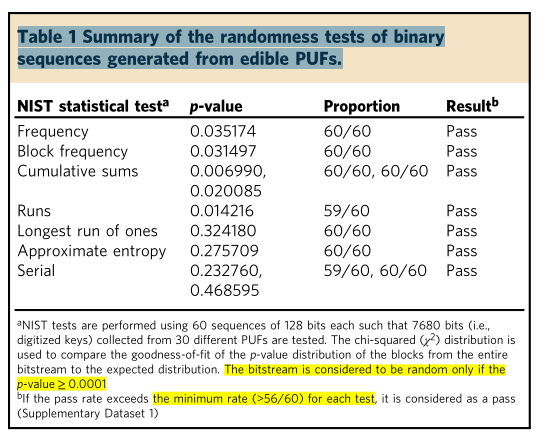 Table 1 Summary of the randomness tests of binary
sequences generated from edible PUFs.
NIST statistical testᵃ p-value Proportion Resultᵇ
Frequency 0.035174 60/60 Pass
Block frequency 0.031497 60/60 Pass
Cumulative sums 0.006990, 60/60, 60/60 Pass
0.020085
Runs 0.014216 59/60 Pass
Longest run of ones 0.324180 60/60 Pass
Approximate entropy 0.275709 60/60 Pass
Serial 0.232760, 59/60, 60/60 Pass
0.468595
ᵃNIST tests are performed using 60 sequences of 128 bits each such that 7680 bits (i.e.,
digitized keys) collected from 30 different PUFs are tested. The chi-squared (χ²) distribution is
used to compare the goodness-of-fit of the p-value distribution of the blocks from the entire
bitstream to the expected distribution. The bitstream is considered to be random only if the
p-value ≥ 0.0001
ᵇIf the pass rate exceeds the minimum rate (>56/60) for each test, it is considered as a pass
(Supplementary Dataset 1)